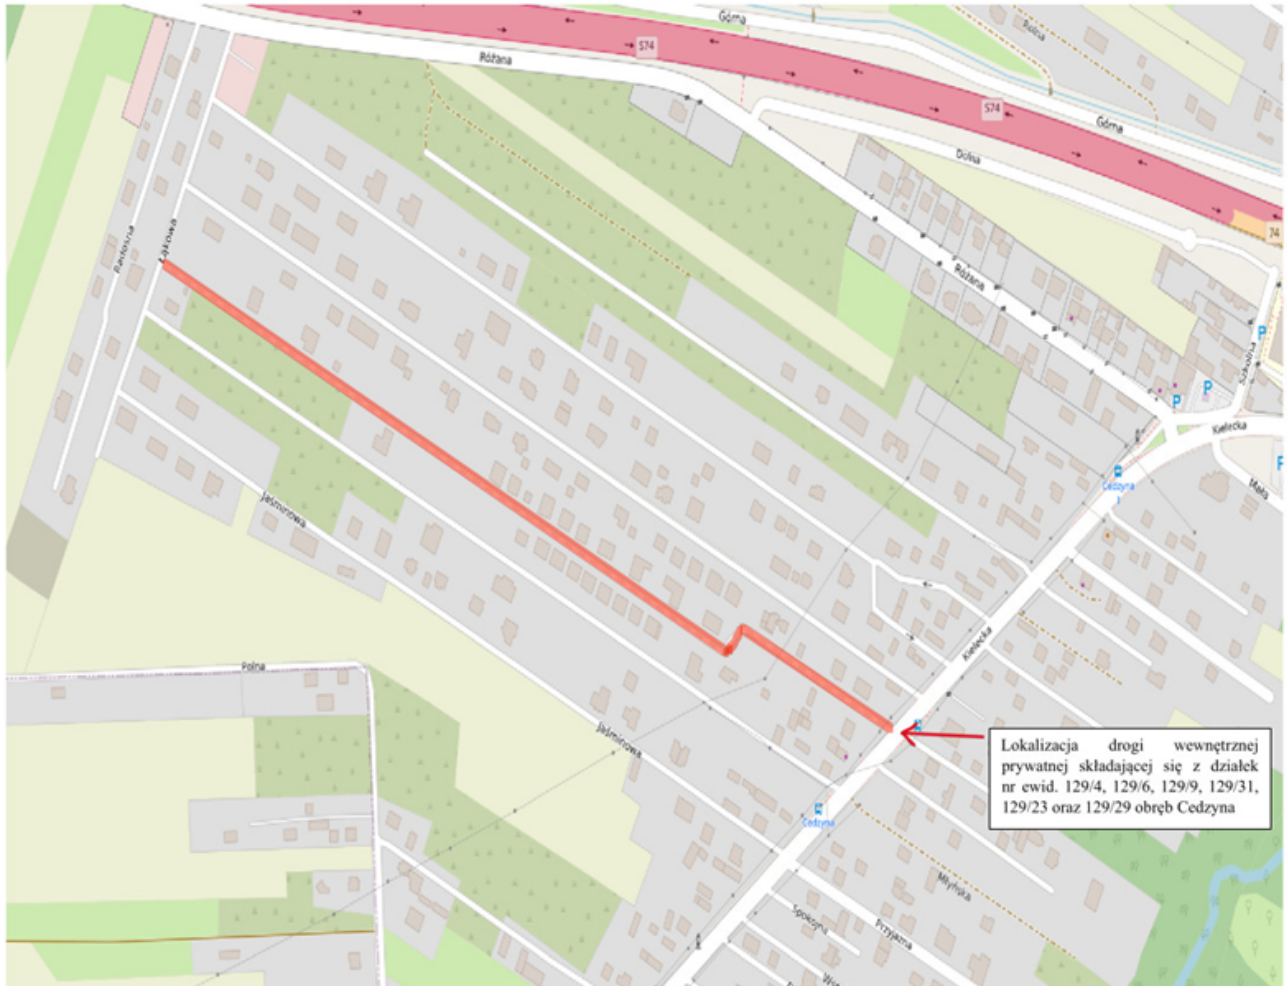 Górna
Rolna
S74
Różana
S74
Górna
Dolna
74
Radosna
Łąkowa
Różana
Szkolna
P
P
P
Kielecka
P
Mała
Cedzyna
Jaśminowa
Kielecka
Polna
Jaśminowa
Lokalizacja drogi wewnętrznej
prywatnej składającej się z działek
nr ewid. 129/4, 129/6, 129/9, 129/31,
129/23 oraz 129/29 obręb Cedzyna
Cedzyna
Młyńska
Spokojna
Przyjazna